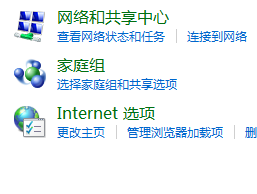 网络和共享中心
查看网络状态和任务 连接到网络
家庭组
选择家庭组和共享选项
Internet 选项
更改主页 管理浏览器加载项 删